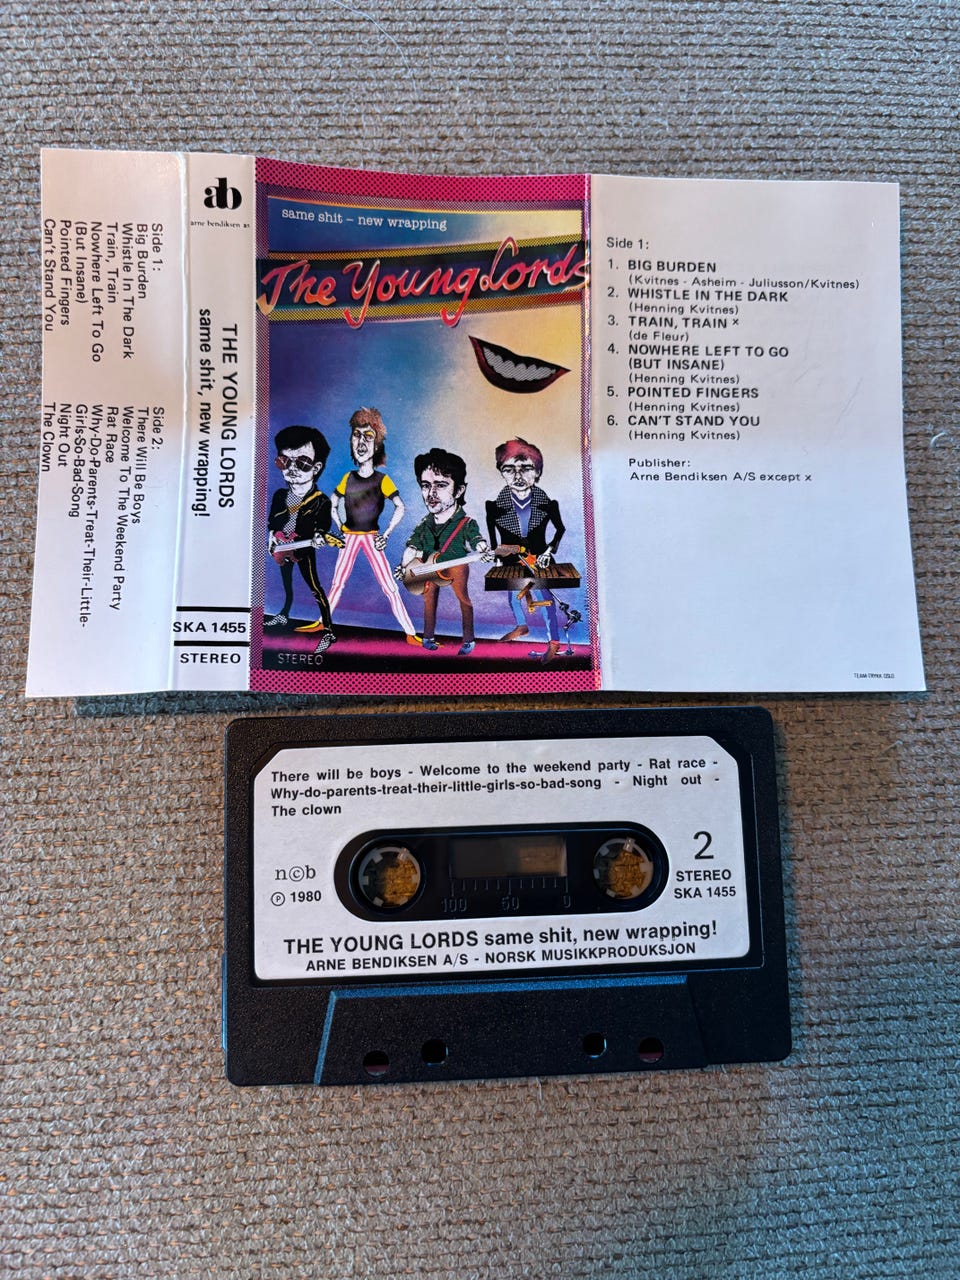 Side 1:
Big Burden
Whistle In The Dark
Train, Train
Nowhere Left To Go
(But Insane)
Pointed Fingers
Can't Stand You
Side 2:
There Will Be Boys
Welcome To The Weekend Party
Rat Race
Why-Do-Parents-Treat-Their-Little-
Girls-So-Bad-Song
Night Out
The Clown
ab
arne bendiksen as
THE YOUNG LORDS
same shit, new wrapping!
SKA 1455
STEREO
same shit – new wrapping
The Young Lords
STEREO
Side 1:
1. BIG BURDEN
(Kvitnes - Asheim - Juliusson/Kvitnes)
2. WHISTLE IN THE DARK
(Henning Kvitnes)
3. TRAIN, TRAIN x
(de Fleur)
4. NOWHERE LEFT TO GO
(BUT INSANE)
(Henning Kvitnes)
5. POINTED FINGERS
(Henning Kvitnes)
6. CAN'T STAND YOU
(Henning Kvitnes)
Publisher:
Arne Bendiksen A/S except x
TEAM-TRYKK OSLO
There will be boys - Welcome to the weekend party - Rat race -
Why-do-parents-treat-their-little-girls-so-bad-song - Night out -
The clown
n©b
℗ 1980
2
STEREO
SKA 1455
100 50 0
THE YOUNG LORDS same shit, new wrapping!
ARNE BENDIKSEN A/S - NORSK MUSIKKPRODUKSJON